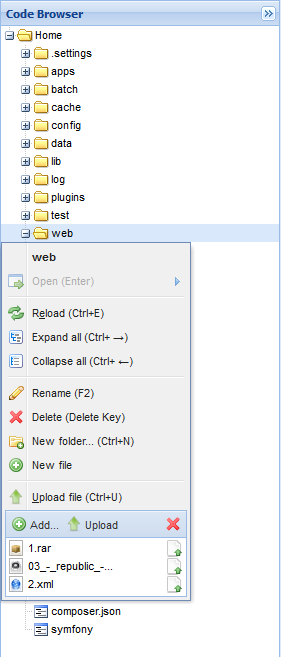 Code Browser
Home
.settings
apps
batch
cache
config
data
lib
log
plugins
test
web
web
Open (Enter)
Reload (Ctrl+E)
Expand all (Ctrl+ →)
Collapse all (Ctrl+ ←)
Rename (F2)
Delete (Delete Key)
New folder... (Ctrl+N)
New file
Upload file (Ctrl+U)
Add... Upload
1.rar
03_-_republic_-...
2.xml
composer.json
symfony